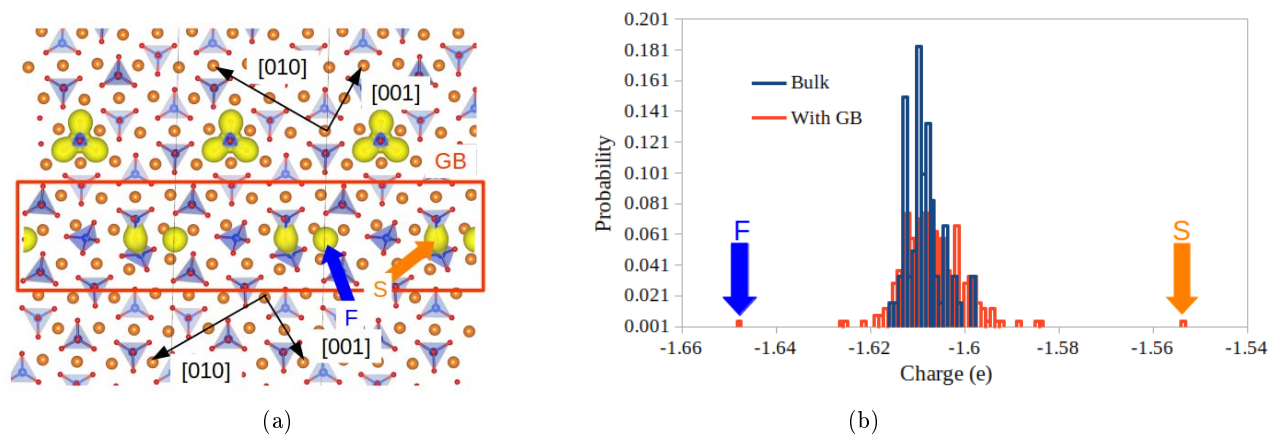 [010]
[001]
GB
S
F
[001]
[010]
(a)
0.201
0.181
0.161
0.141
0.121
0.101
0.081
0.061
0.041
0.021
0.001
Probability
Bulk
With GB
F
S
-1.66 -1.64 -1.62 -1.6 -1.58 -1.56 -1.54
Charge (e)
(b)